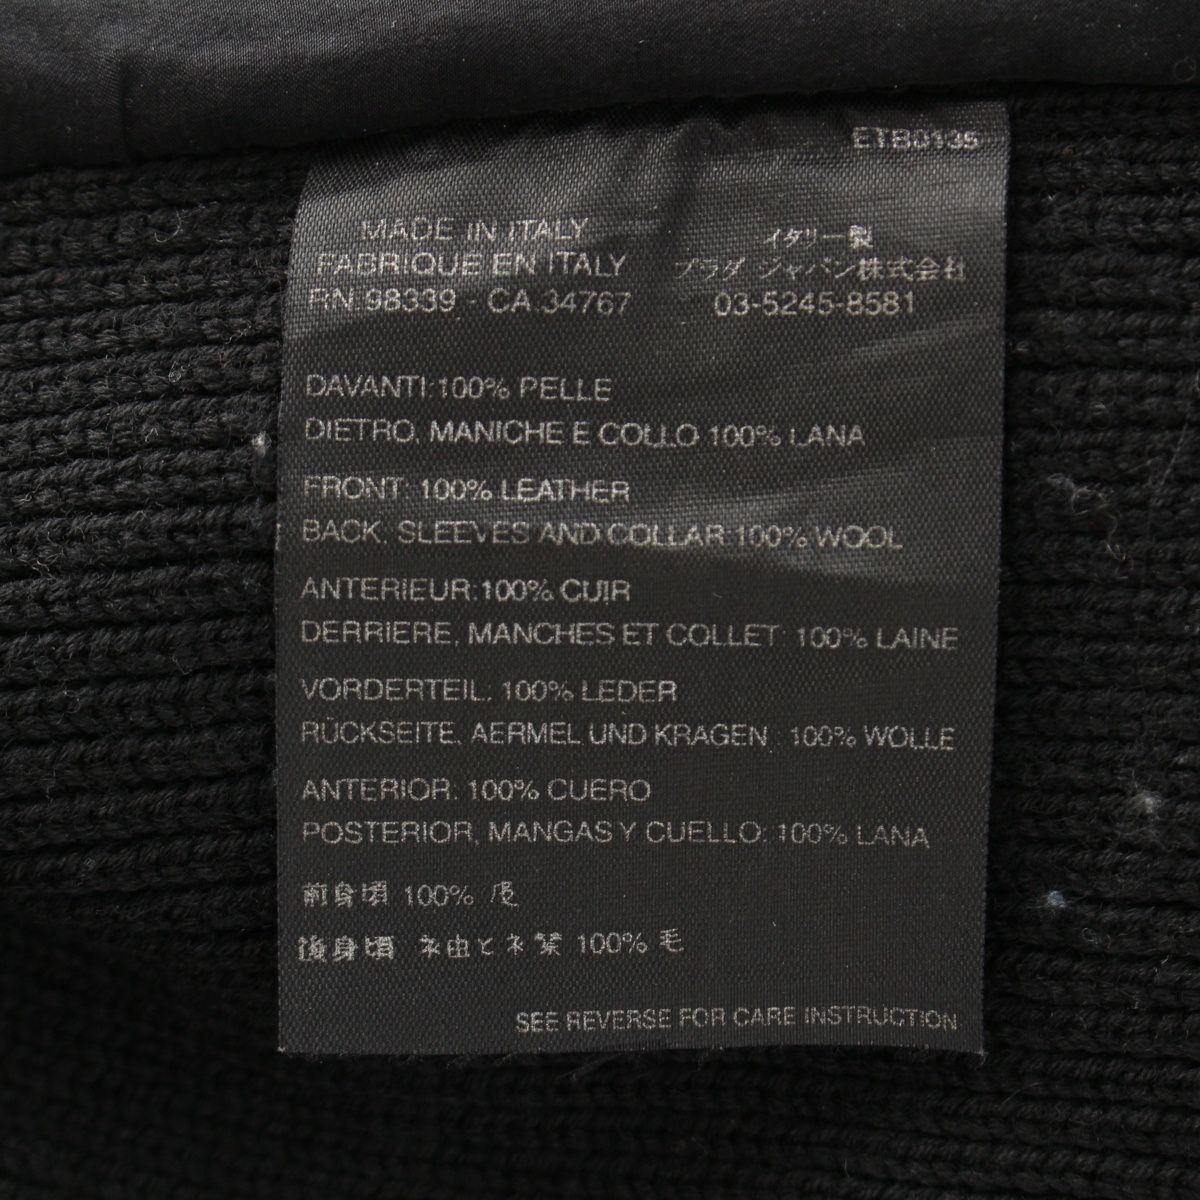 ETB0135
MADE IN ITALY
FABRIQUE EN ITALY
RN.98339 - CA.34767
イタリー製
プラダ ジャパン株式会社
03-5245-8581
DAVANTI: 100% PELLE
DIETRO, MANICHE E COLLO 100% LANA
FRONT: 100% LEATHER
BACK, SLEEVES AND COLLAR: 100% WOOL
ANTERIEUR: 100% CUIR
DERRIERE, MANCHES ET COLLET: 100% LAINE
VORDERTEIL: 100% LEDER
RÜCKSEITE, AERMEL UND KRAGEN: 100% WOLLE
ANTERIOR: 100% CUERO
POSTERIOR, MANGAS Y CUELLO: 100% LANA
前身頃 100% 皮
後身頃 100% 毛
SEE REVERSE FOR CARE INSTRUCTION